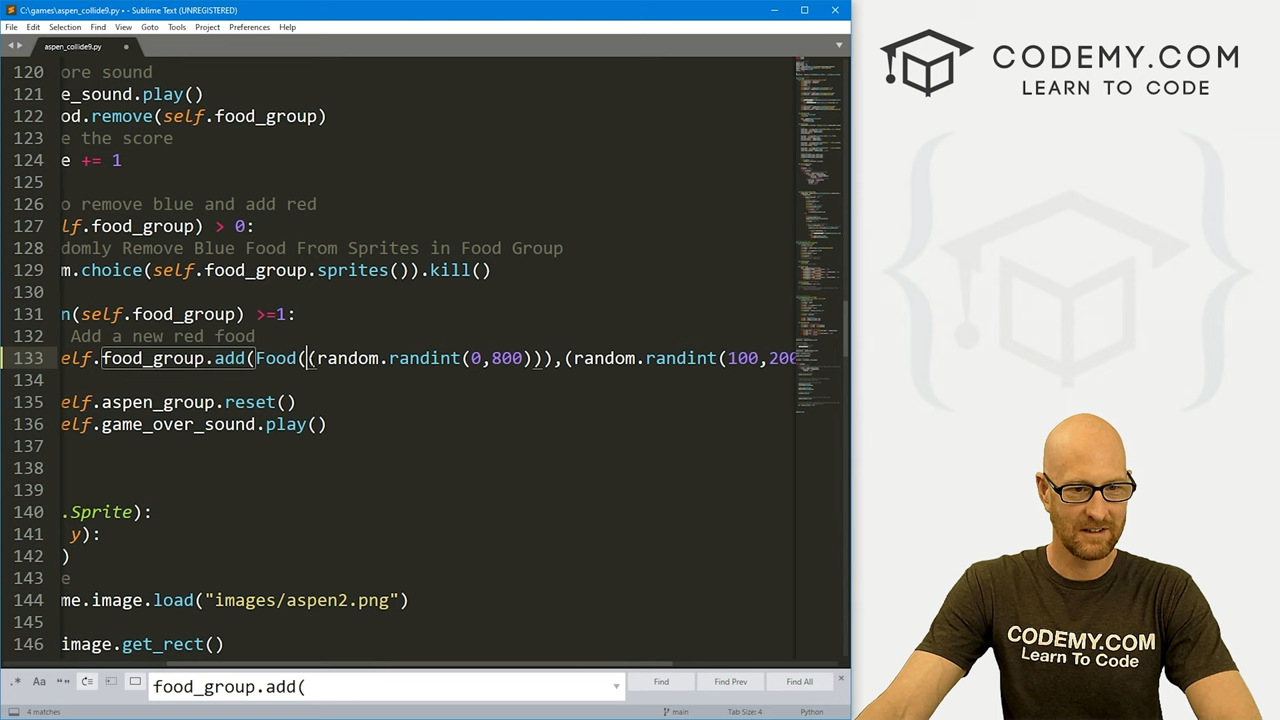 C:\games\aspen_collide9.py • - Sublime Text (UNREGISTERED)
File Edit Selection Find View Goto Tools Project Preferences Help
aspen_collide9.py
120 ore sound
121 e_sound.play()
122 od.remove(self.food_group)
123 e the score
124 e += 1
125
126 o remove blue and add red
127 lf.food_group) > 0:
128 domly remove Blue Food From Sprites in Food Group
129 m.choice(self.food_group.sprites()).kill()
130
131 n(self.food_group) >=1:
132 Add a new red food
133 elf.food_group.add(Food((random.randint(0,800))),(random.randint(100,200
134
135 elf.aspen_group.reset()
136 elf.game_over_sound.play()
137
138
139
140 .Sprite):
141 y):
142 )
143 e
144 me.image.load("images/aspen2.png")
145
146 image.get_rect()
.* Aa “”
food_group.add(
Find Find Prev Find All
4 matches
main
Tab Size: 4
Python
CODEMY.COM
LEARN TO CODE
CODEMY.COM
Learn To Code